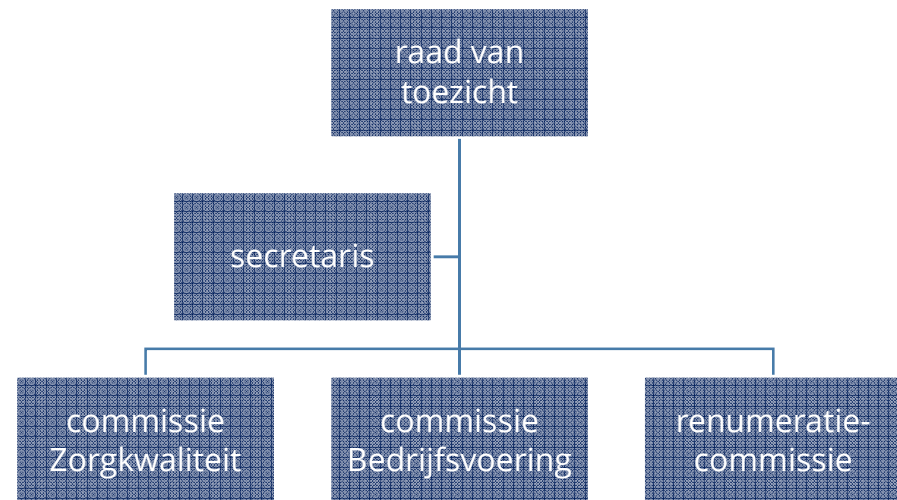 raad van
toezicht
secretaris
commissie
Zorgkwaliteit
commissie
Bedrijfsvoering
renumeratie-
commissie